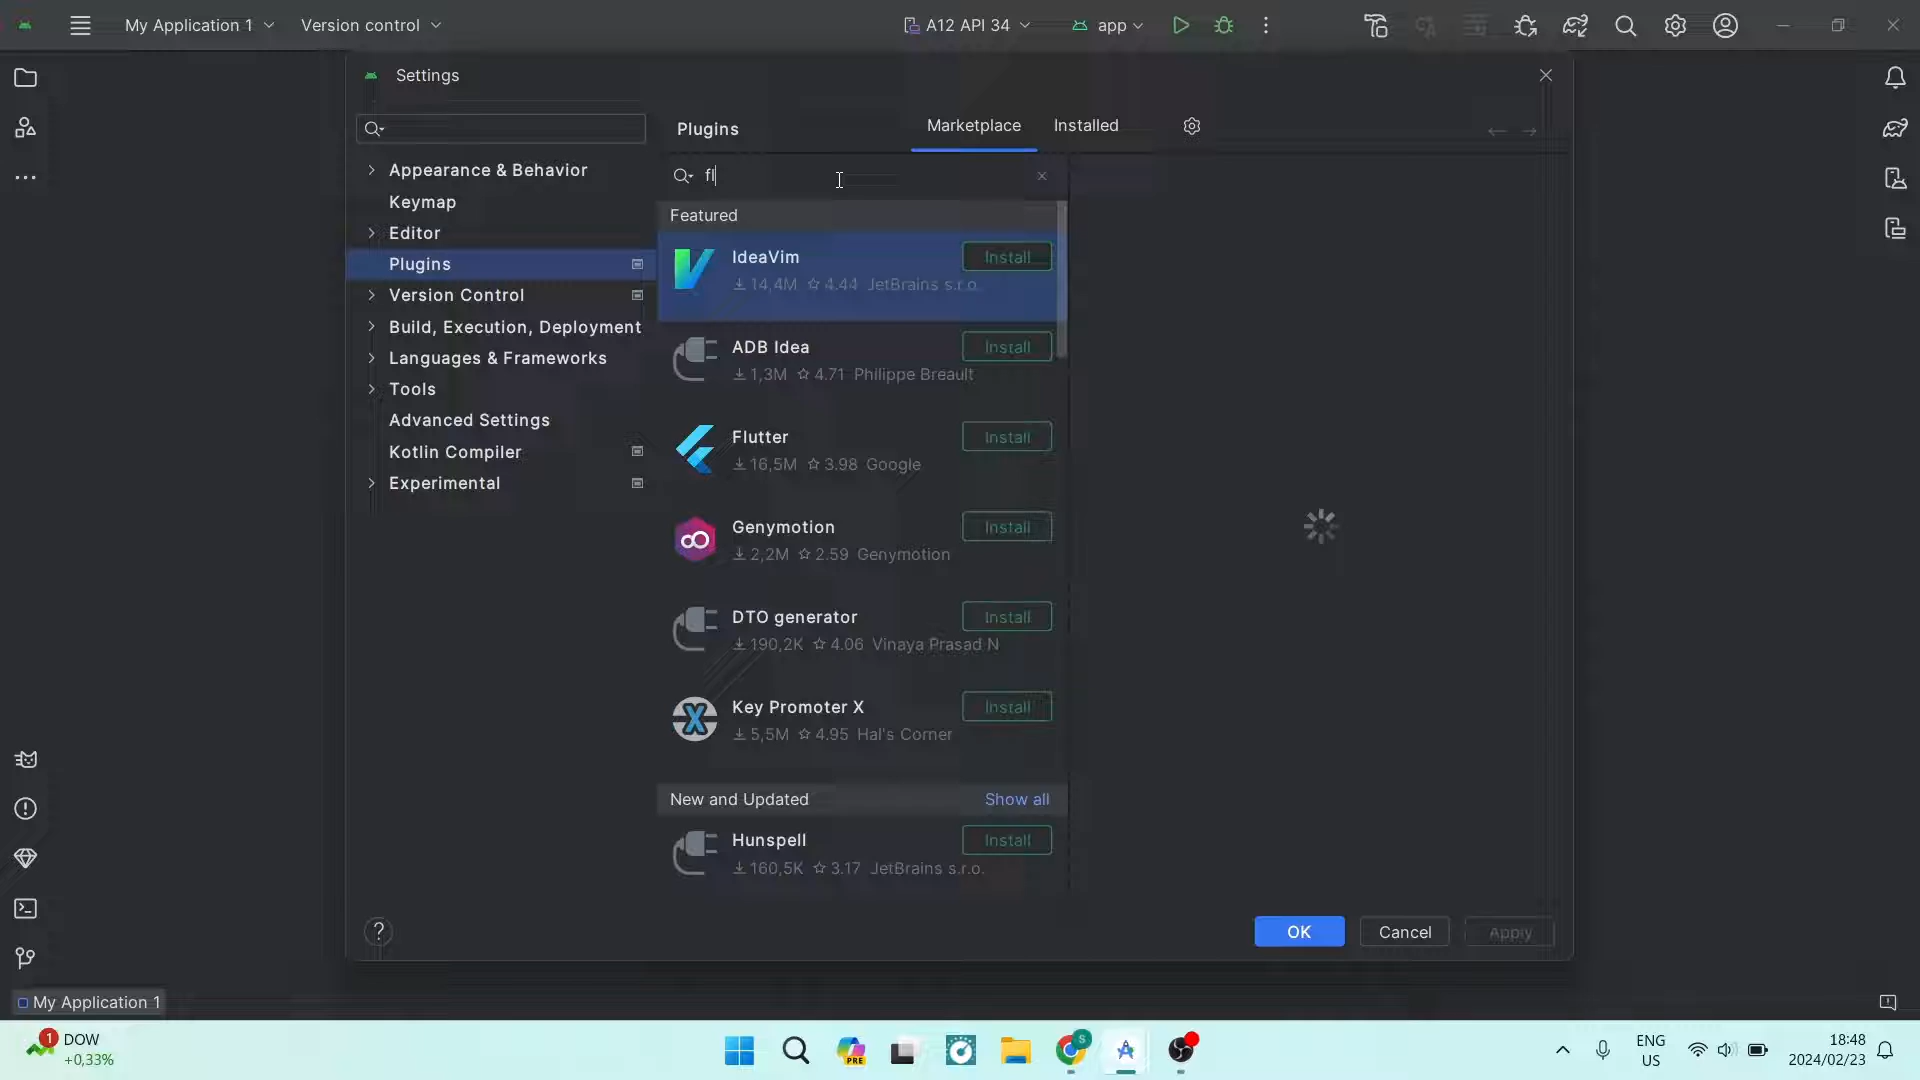 My Application 1
Version control
A12 API 34
app
Settings
Plugins
Marketplace
Installed
Appearance & Behavior
Keymap
Editor
Plugins
Version Control
Build, Execution, Deployment
Languages & Frameworks
Tools
Advanced Settings
Kotlin Compiler
Experimental
fl
Featured
IdeaVim
Install
14,4M 4.44 JetBrains s.r.o.
ADB Idea
Install
1,3M 4.71 Philippe Breault
Flutter
Install
16,5M 3.98 Google
Genymotion
Install
2,2M 2.59 Genymotion
DTO generator
Install
190,2K 4.06 Vinaya Prasad N
Key Promoter X
Install
5,5M 4.95 Hal's Corner
New and Updated
Show all
Hunspell
Install
160,5K 3.17 JetBrains s.r.o.
?
OK
Cancel
Apply
My Application 1
1
DOW
+0,33%
PRE
S
ENG
US
18:48
2024/02/23